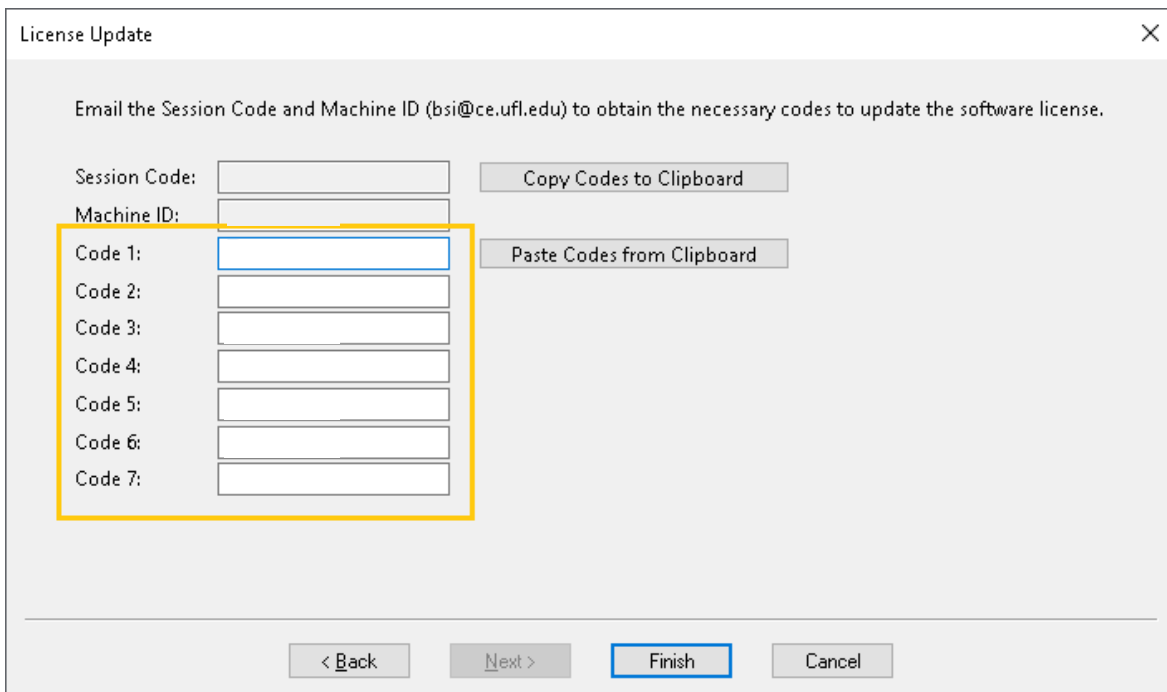 License Update
Email the Session Code and Machine ID (bsi@ce.ufl.edu) to obtain the necessary codes to update the software license.
Session Code:
Copy Codes to Clipboard
Machine ID:
Code 1:
Paste Codes from Clipboard
Code 2:
Code 3:
Code 4:
Code 5:
Code 6:
Code 7:
< Back
Next >
Finish
Cancel